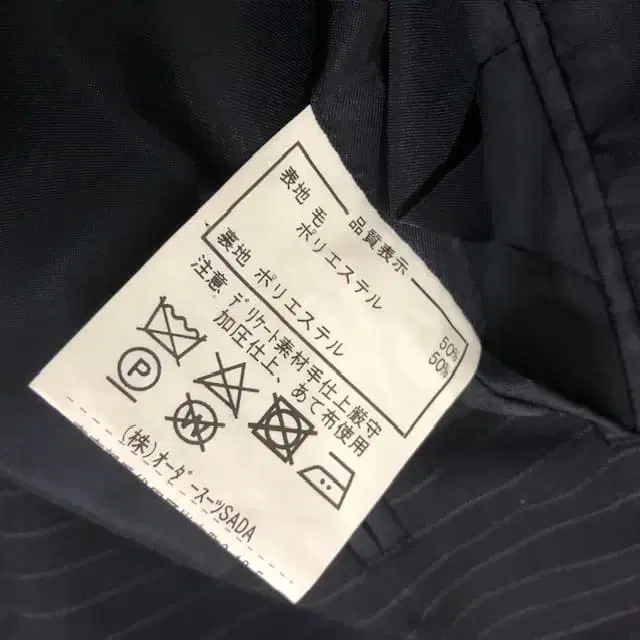 品質表示
表地 毛 50%
ポリエステル 50%
裏地 ポリエステル
注意 デリケート素材手仕上厳守
加圧仕上、あて布使用
P W
(株)オーダースーツSADA